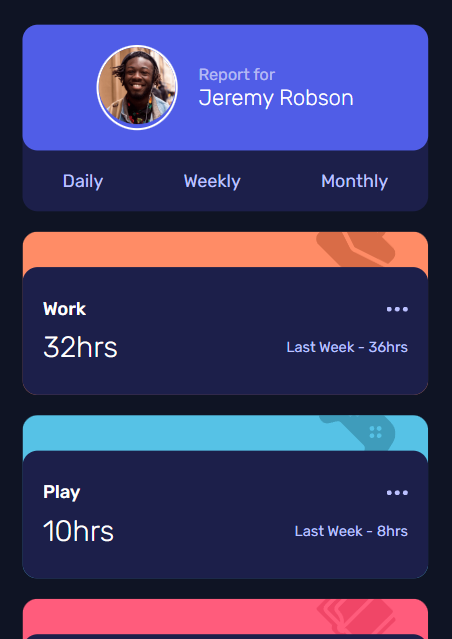 Report for
Jeremy Robson
Daily Weekly Monthly
Work
32hrs Last Week - 36hrs
Play
10hrs Last Week - 8hrs